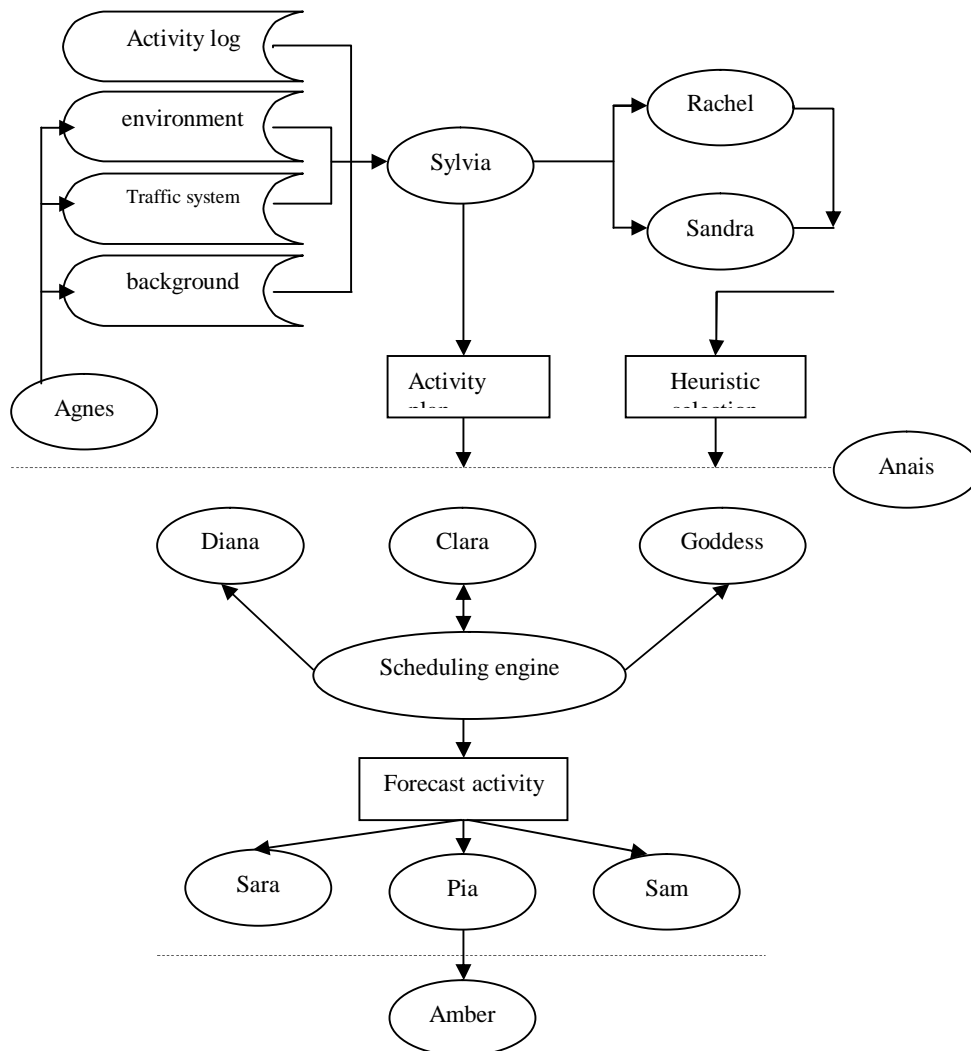 Activity log
environment
Traffic system
background
Agnes
Sylvia
Rachel
Sandra
Activity
Heuristic
Anais
Diana
Clara
Goddess
Scheduling engine
Forecast activity
Sara
Pia
Sam
Amber